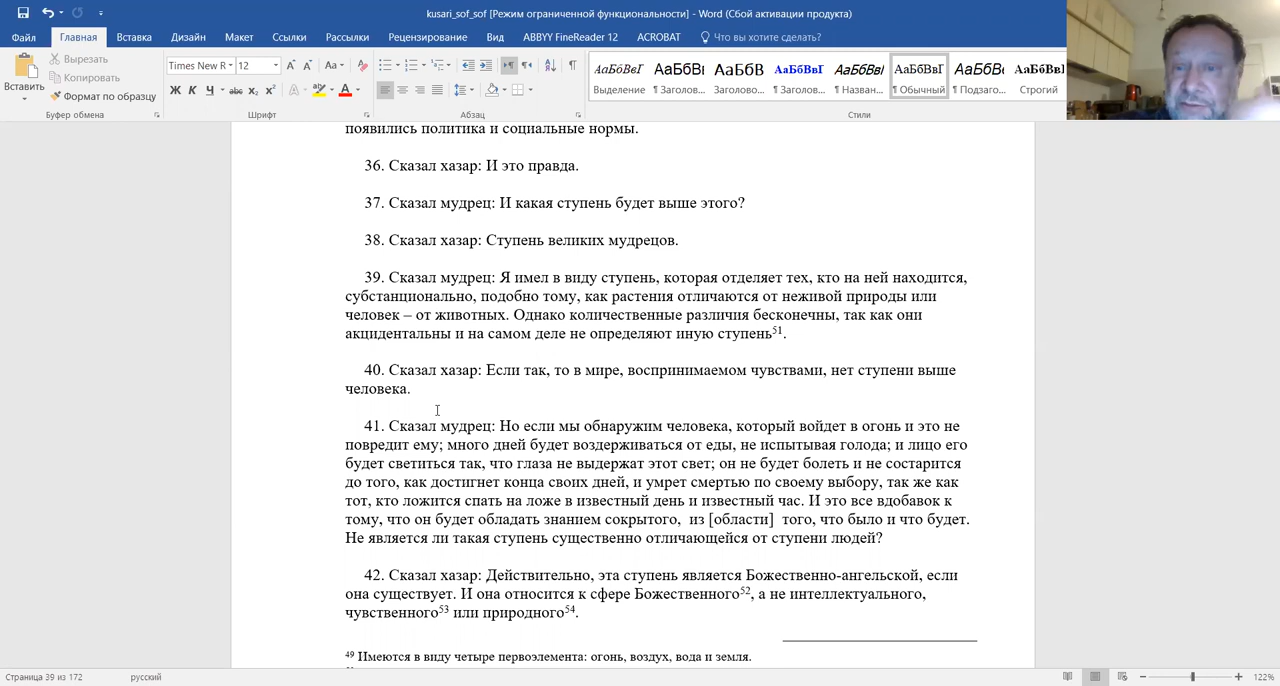 kusari_sof_sof [Режим ограниченной функциональности] - Word (Сбой активации продукта)
Файл Главная Вставка Дизайн Макет Ссылки Рассылки Рецензирование Вид ABBYY FineReader 12 ACROBAT Что вы хотите сделать?
Вставить
Вырезать
Копировать
Формат по образцу
Буфер обмена
Times New R 12
Ж К Ч abc x₂ x²
Шрифт
Абзац
АаБбВвГ АаБбВв АаБбВ АаБбВвГ АаБбВвІ АаБбВвГ АаБбВ АаБбВв
Выделение ¶ Заголов... Заголово... ¶ Заголов... ¶ Назван... ¶ Обычный ¶ Подзаго... Строгий
Стили
появились политика и социальные нормы.
36. Сказал хазар: И это правда.
37. Сказал мудрец: И какая ступень будет выше этого?
38. Сказал хазар: Ступень великих мудрецов.
39. Сказал мудрец: Я имел в виду ступень, которая отделяет тех, кто на ней находится,
субстанционально, подобно тому, как растения отличаются от неживой природы или
человек – от животных. Однако количественные различия бесконечны, так как они
акцидентальны и на самом деле не определяют иную ступень⁵¹.
40. Сказал хазар: Если так, то в мире, воспринимаемом чувствами, нет ступени выше
человека.
41. Сказал мудрец: Но если мы обнаружим человека, который войдет в огонь и это не
повредит ему; много дней будет воздерживаться от еды, не испытывая голода; и лицо его
будет светиться так, что глаза не выдержат этот свет; он не будет болеть и не состарится
до того, как достигнет конца своих дней, и умрет смертью по своему выбору, так же как
тот, кто ложится спать на ложе в известный день и известный час. И это все вдобавок к
тому, что он будет обладать знанием сокрытого, из [области] того, что было и что будет.
Не является ли такая ступень существенно отличающейся от ступени людей?
42. Сказал хазар: Действительно, эта ступень является Божественно-ангельской, если
она существует. И она относится к сфере Божественного⁵², а не интеллектуального,
чувственного⁵³ или природного⁵⁴.
⁴⁹ Имеются в виду четыре первоэлемента: огонь, воздух, вода и земля.
Страница 39 из 172 русский 122%